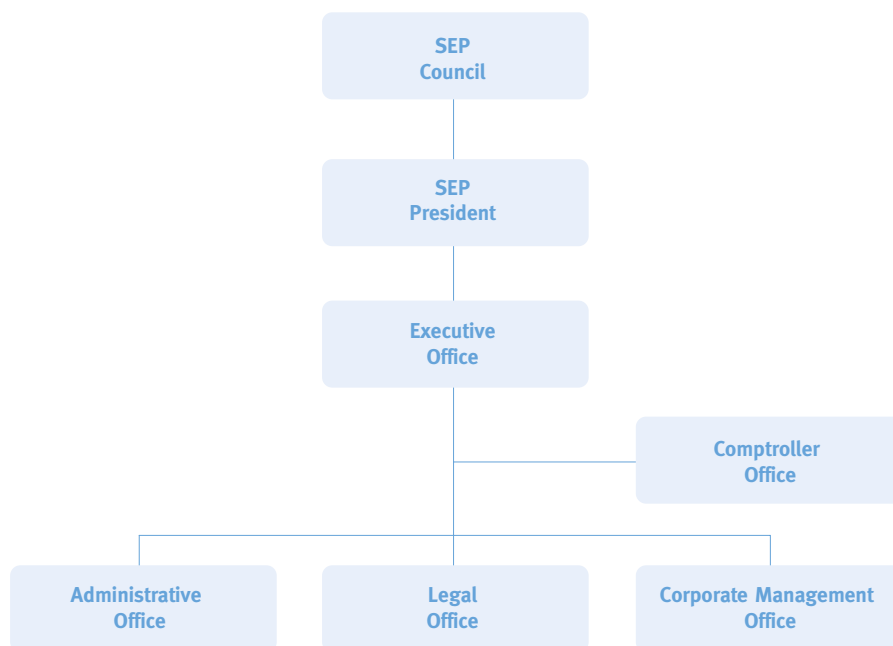 SEP
Council
SEP
President
Executive
Office
Comptroller
Office
Administrative
Office
Legal
Office
Corporate Management
Office